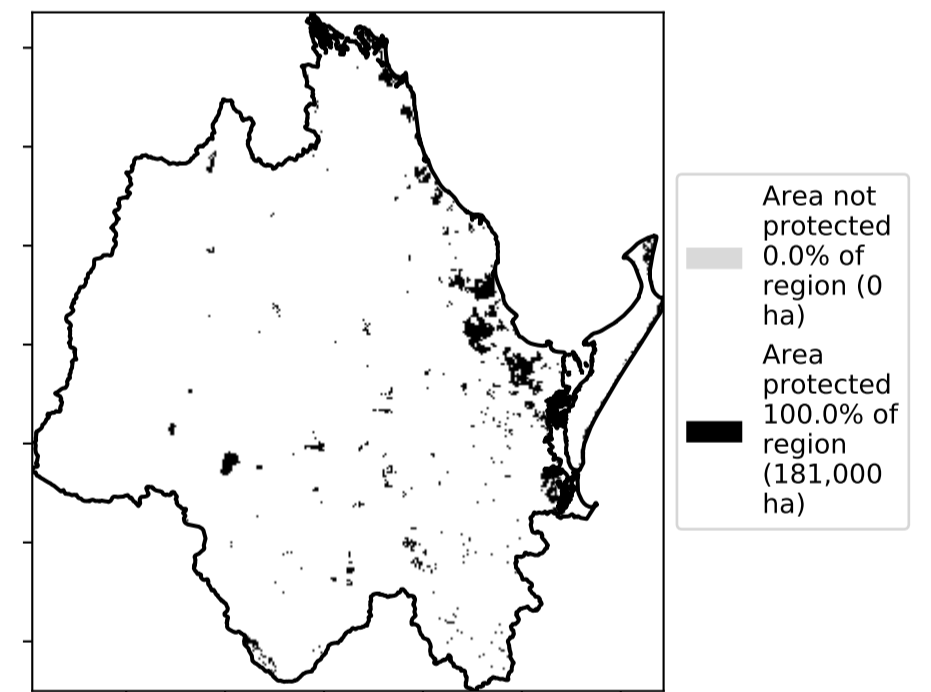 Area not
protected
0.0% of
region (0
ha)
Area
protected
100.0% of
region
(181,000
ha)